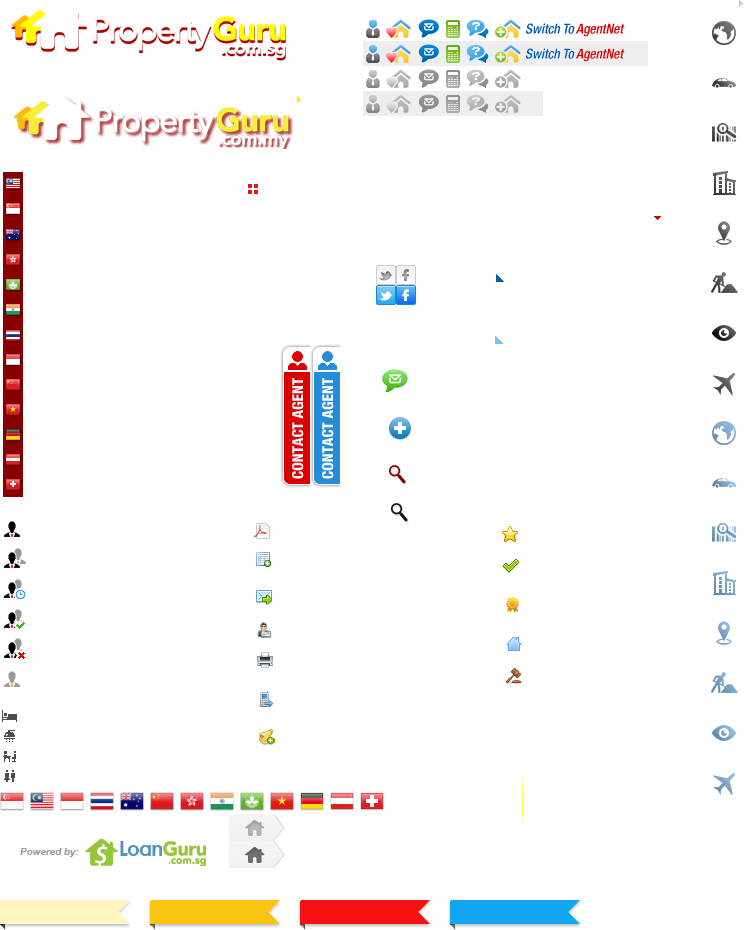 PropertyGuru
.com.sg
Switch To AgentNet
Switch To AgentNet
PropertyGuru
.com.my
CONTACT AGENT
CONTACT AGENT
Powered by: LoanGuru
.com.sg